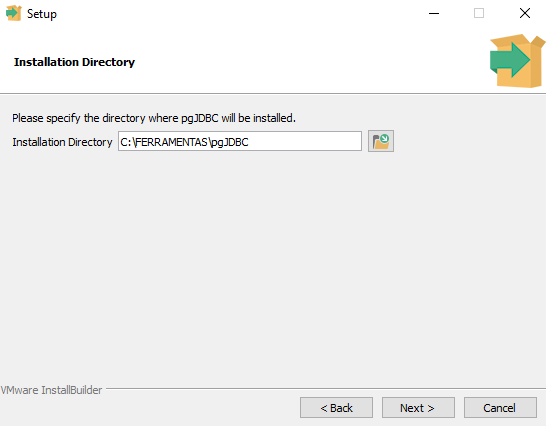 Setup
Installation Directory
Please specify the directory where pgJDBC will be installed.
Installation Directory C:\FERRAMENTAS\pgJDBC
VMware InstallBuilder
< Back Next > Cancel